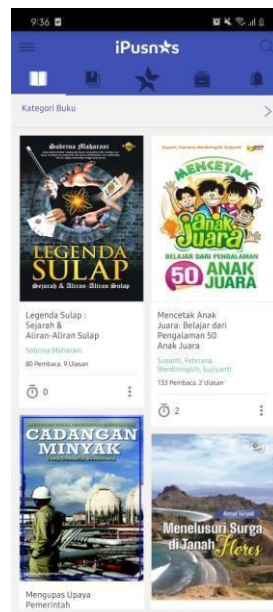 9:36
iPusn★s
Kategori Buku
Sabrina Maharani
LEGENDA
SULAP
Sejarah & Aliran-Aliran Sulap
Legenda Sulap :
Sejarah &
Aliran-Aliran Sulap
Sabrina Maharani
80 Pembaca. 9 Ulasan
0
Susanti, Febriana Werdiningsih, Sujiyanti
MENCETAK
anak
Juara
BELAJAR DARI PENGALAMAN
50 ANAK
JUARA
Mencetak Anak
Juara: Belajar dari
Pengalaman 50
Anak Juara
Susanti, Febriana
Werdiningsih, Sujiyanti
133 Pembaca. 2 Ulasan
2
CADANGAN
MINYAK
Mengupas Upaya
Pemerintah
Ahmad Suryadi
Menelusuri Surga
di Tanah Flores